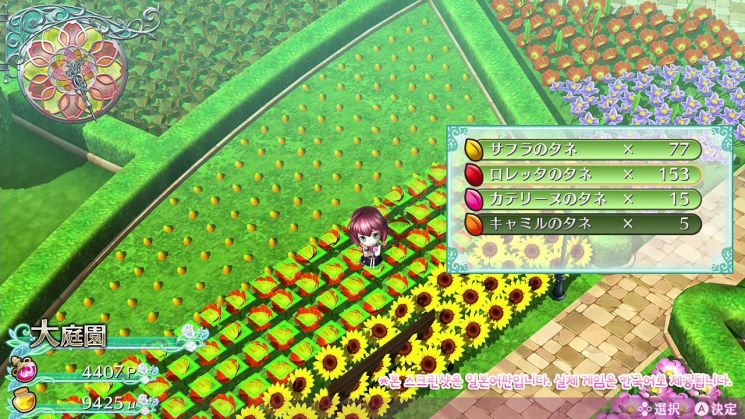 サフラのタネ × 77
ロレッタのタネ × 153
カテリーヌのタネ × 15
キャミルのタネ × 5
大庭園
4407 P
9425 μ
※본 스크린샷은 일본어판입니다. 실제 게임은 한국어로 제공됩니다.
選択 A 決定